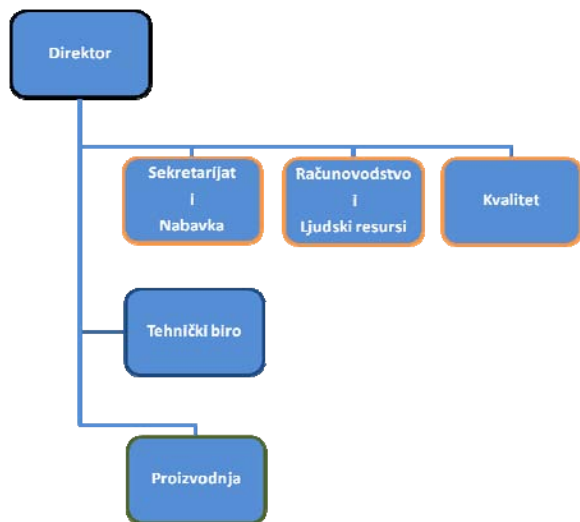 Direktor
Sekretarijat
i
Nabavka
Računovodstvo
i
Ljudski resursi
Kvalitet
Tehnički biro
Proizvodnja